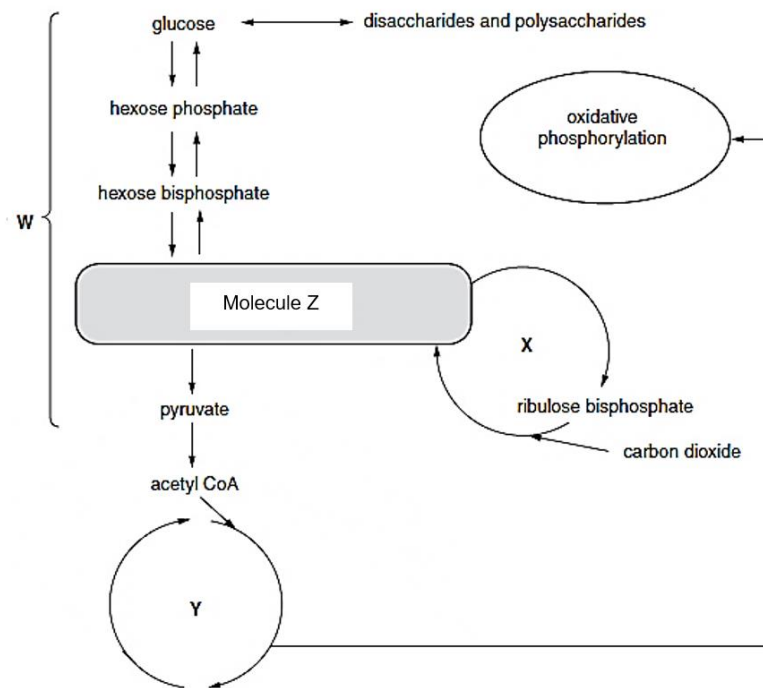 glucose
disaccharides and polysaccharides
hexose phosphate
oxidative
phosphorylation
hexose bisphosphate
W
Molecule Z
X
pyruvate
ribulose bisphosphate
carbon dioxide
acetyl CoA
Y